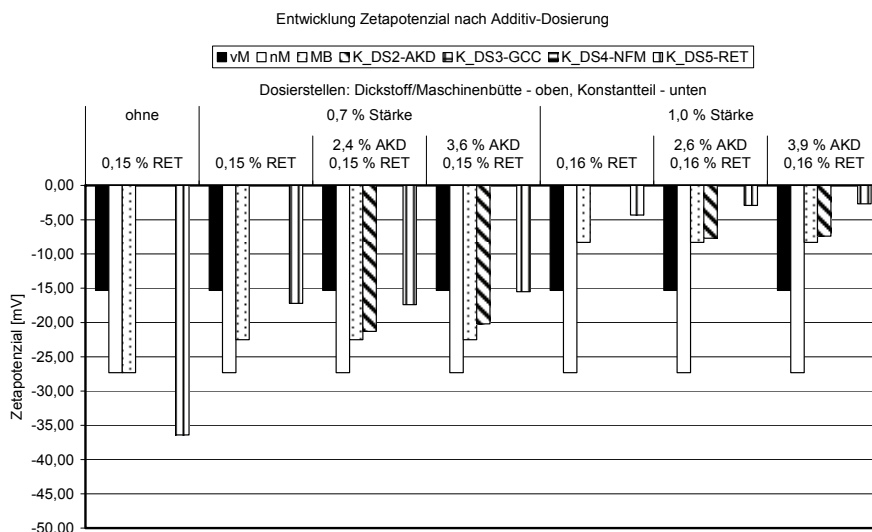 Entwicklung Zetapotenzial nach Additiv-Dosierung
vM nM MB K_DS2-AKD K_DS3-GCC K_DS4-NFM K_DS5-RET
Dosierstellen: Dickstoff/Maschinenbütte - oben, Konstantteil - unten
ohne 0,7 % Stärke 1,0 % Stärke
2,4 % AKD 3,6 % AKD 2,6 % AKD 3,9 % AKD
0,15 % RET 0,15 % RET 0,15 % RET 0,15 % RET 0,16 % RET 0,16 % RET 0,16 % RET
0,00
-5,00
-10,00
-15,00
-20,00
-25,00
-30,00
-35,00
-40,00
-45,00
-50,00
Zetapotenzial [mV]